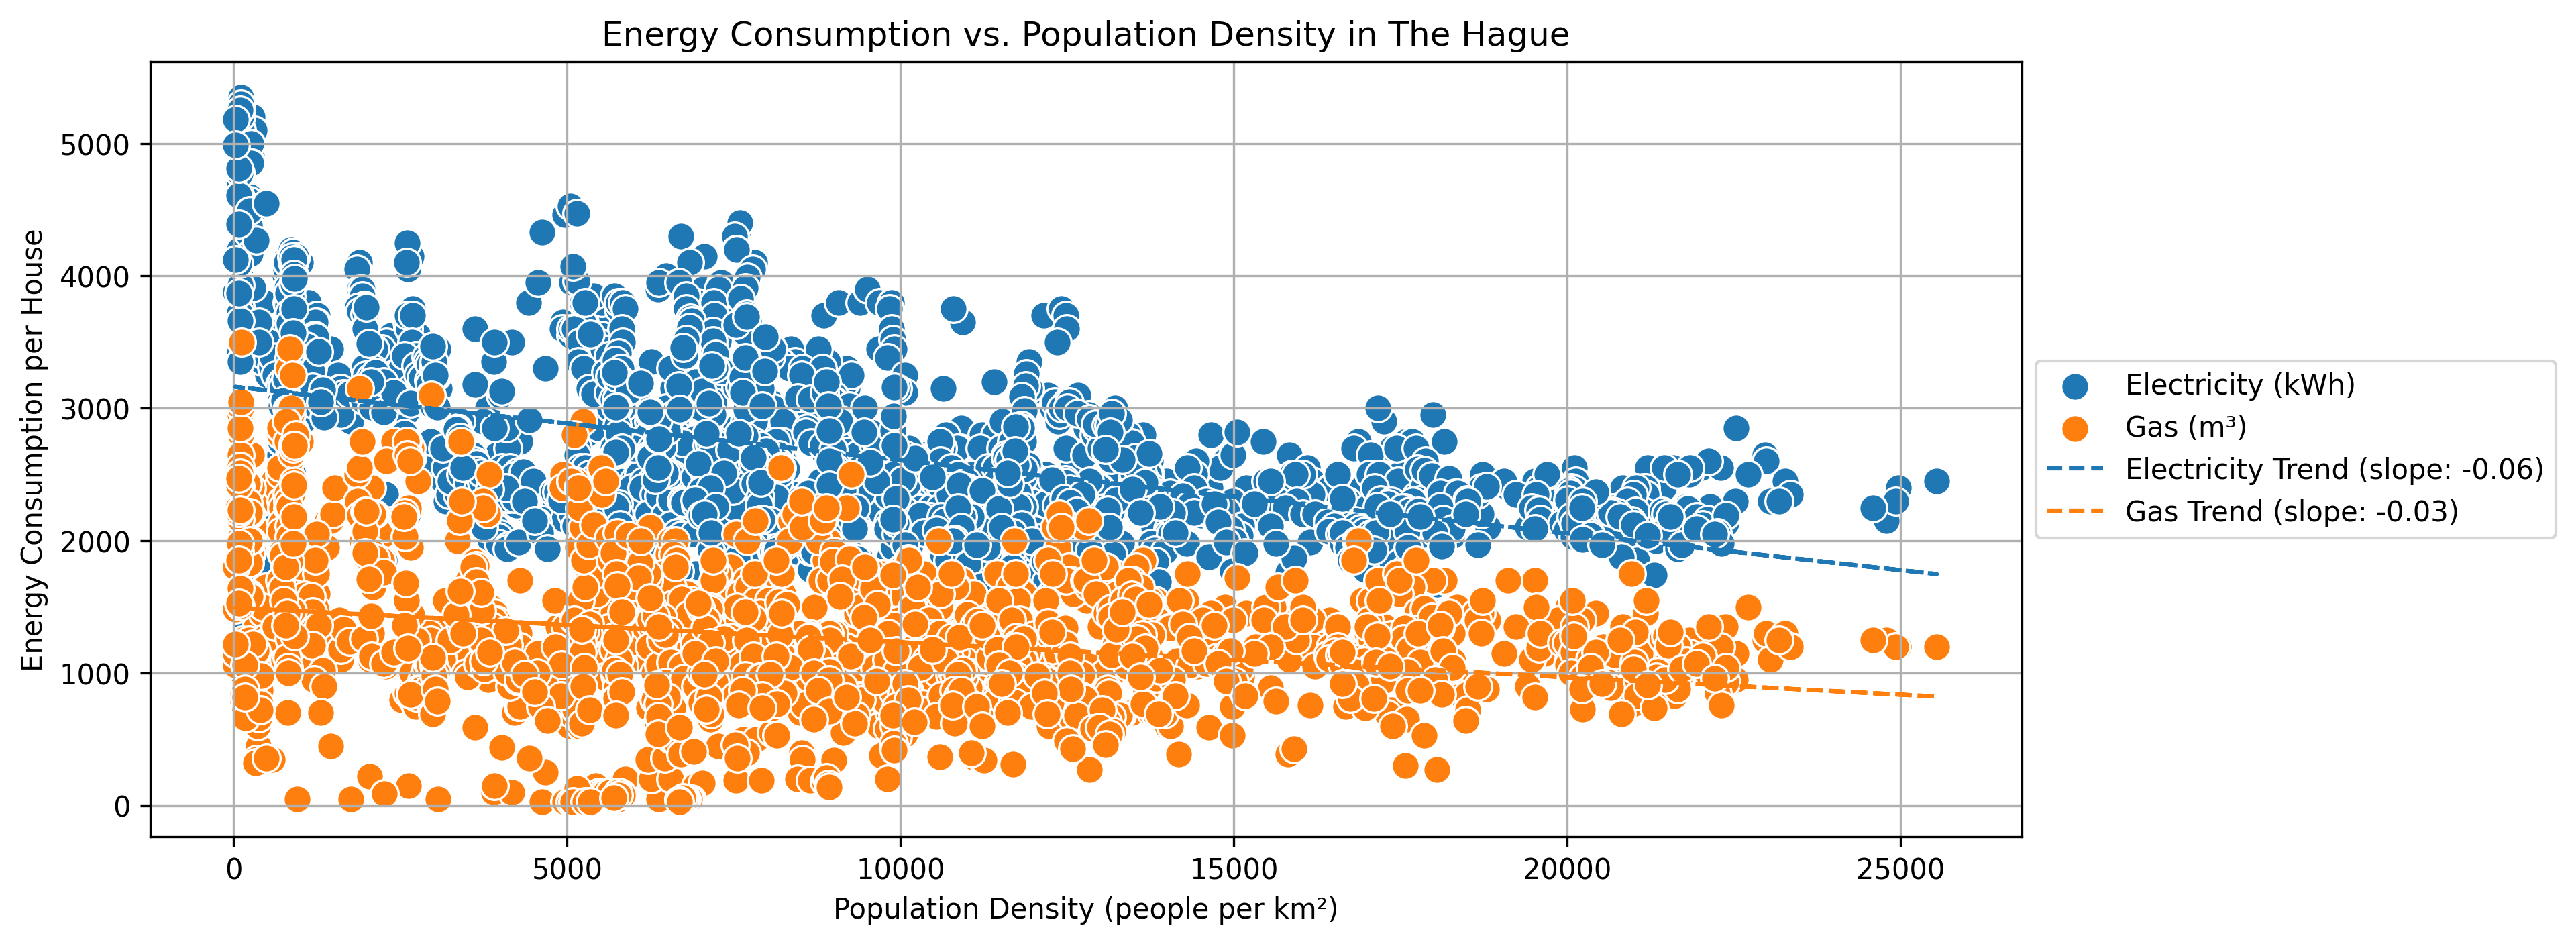 Energy Consumption vs. Population Density in The Hague
Energy Consumption per House
5000
4000
3000
2000
1000
0
0 5000 10000 15000 20000 25000
Population Density (people per km²)
Electricity (kWh)
Gas (m³)
Electricity Trend (slope: -0.06)
Gas Trend (slope: -0.03)